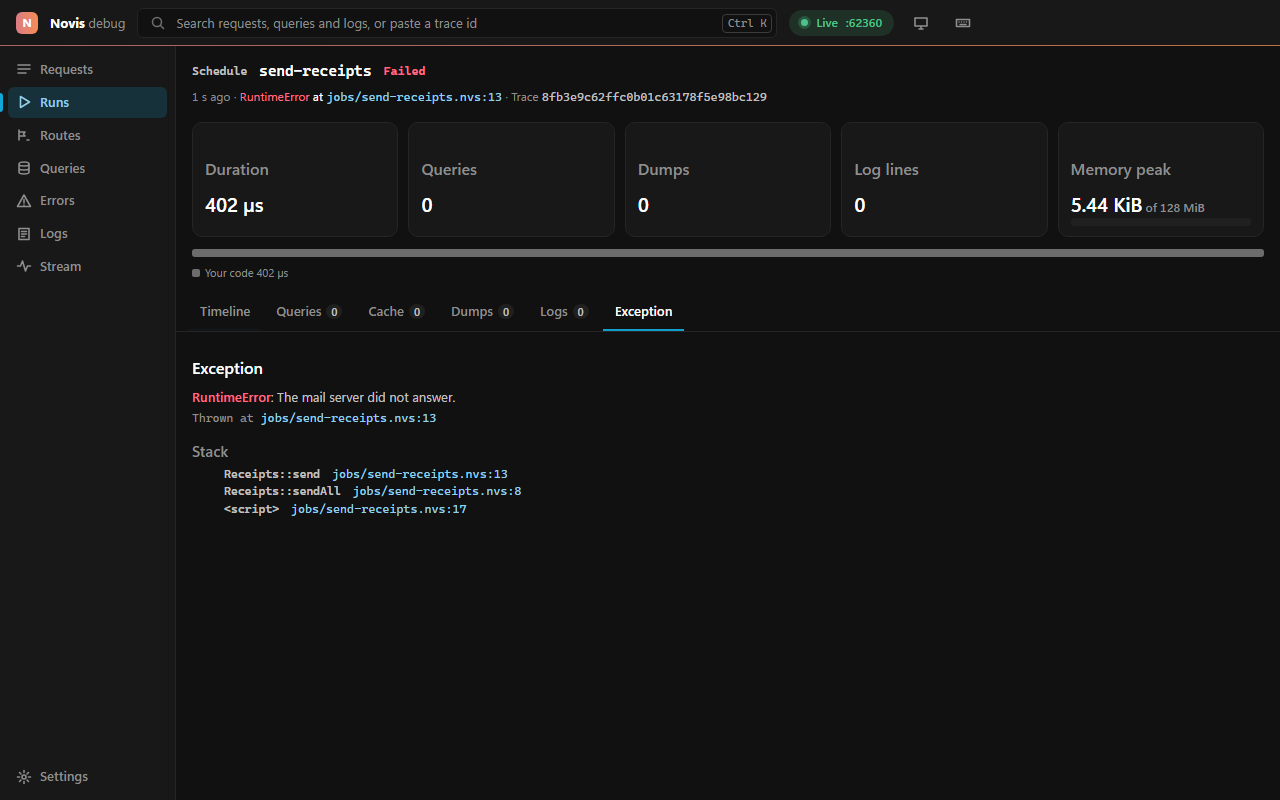 N Novis debug Search requests, queries and logs, or paste a trace id Ctrl K Live :62360
Requests
Runs
Routes
Queries
Errors
Logs
Stream
Settings
Schedule send-receipts Failed
1 s ago · RuntimeError at jobs/send-receipts.nvs:13 · Trace 8fb3e9c62ffc0b01c63178f5e98bc129
Duration
402 µs
Queries
0
Dumps
0
Log lines
0
Memory peak
5.44 KiB of 128 MiB
Your code 402 µs
Timeline Queries 0 Cache 0 Dumps 0 Logs 0 Exception
Exception
RuntimeError: The mail server did not answer.
Thrown at jobs/send-receipts.nvs:13
Stack
Receipts::send jobs/send-receipts.nvs:13
Receipts::sendAll jobs/send-receipts.nvs:8
<script> jobs/send-receipts.nvs:17